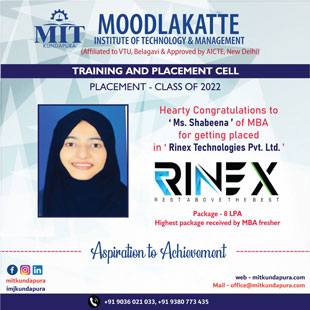 MIT
KUNDAPURA
MOODLAKATTE
INSTITUTE OF TECHNOLOGY & MANAGEMENT
(Affiliated to VTU, Belagavi & Approved by AICTE, New Delhi)
TRAINING AND PLACEMENT CELL
PLACEMENT - CLASS OF 2022
Hearty Congratulations to
' Ms. Shabeena ' of MBA
for getting placed
in ' Rinex Technologies Pvt. Ltd. '
RINEX
REST ABOVE THE BEST
Package - 8 LPA
Highest package received by MBA fresher
Aspiration to Achievement
mitkundapura
imjkundapura
web - mitkundapura.com
Mail - office@mitkundapura.com
+91 9036 021 033, +91 9380 773 435